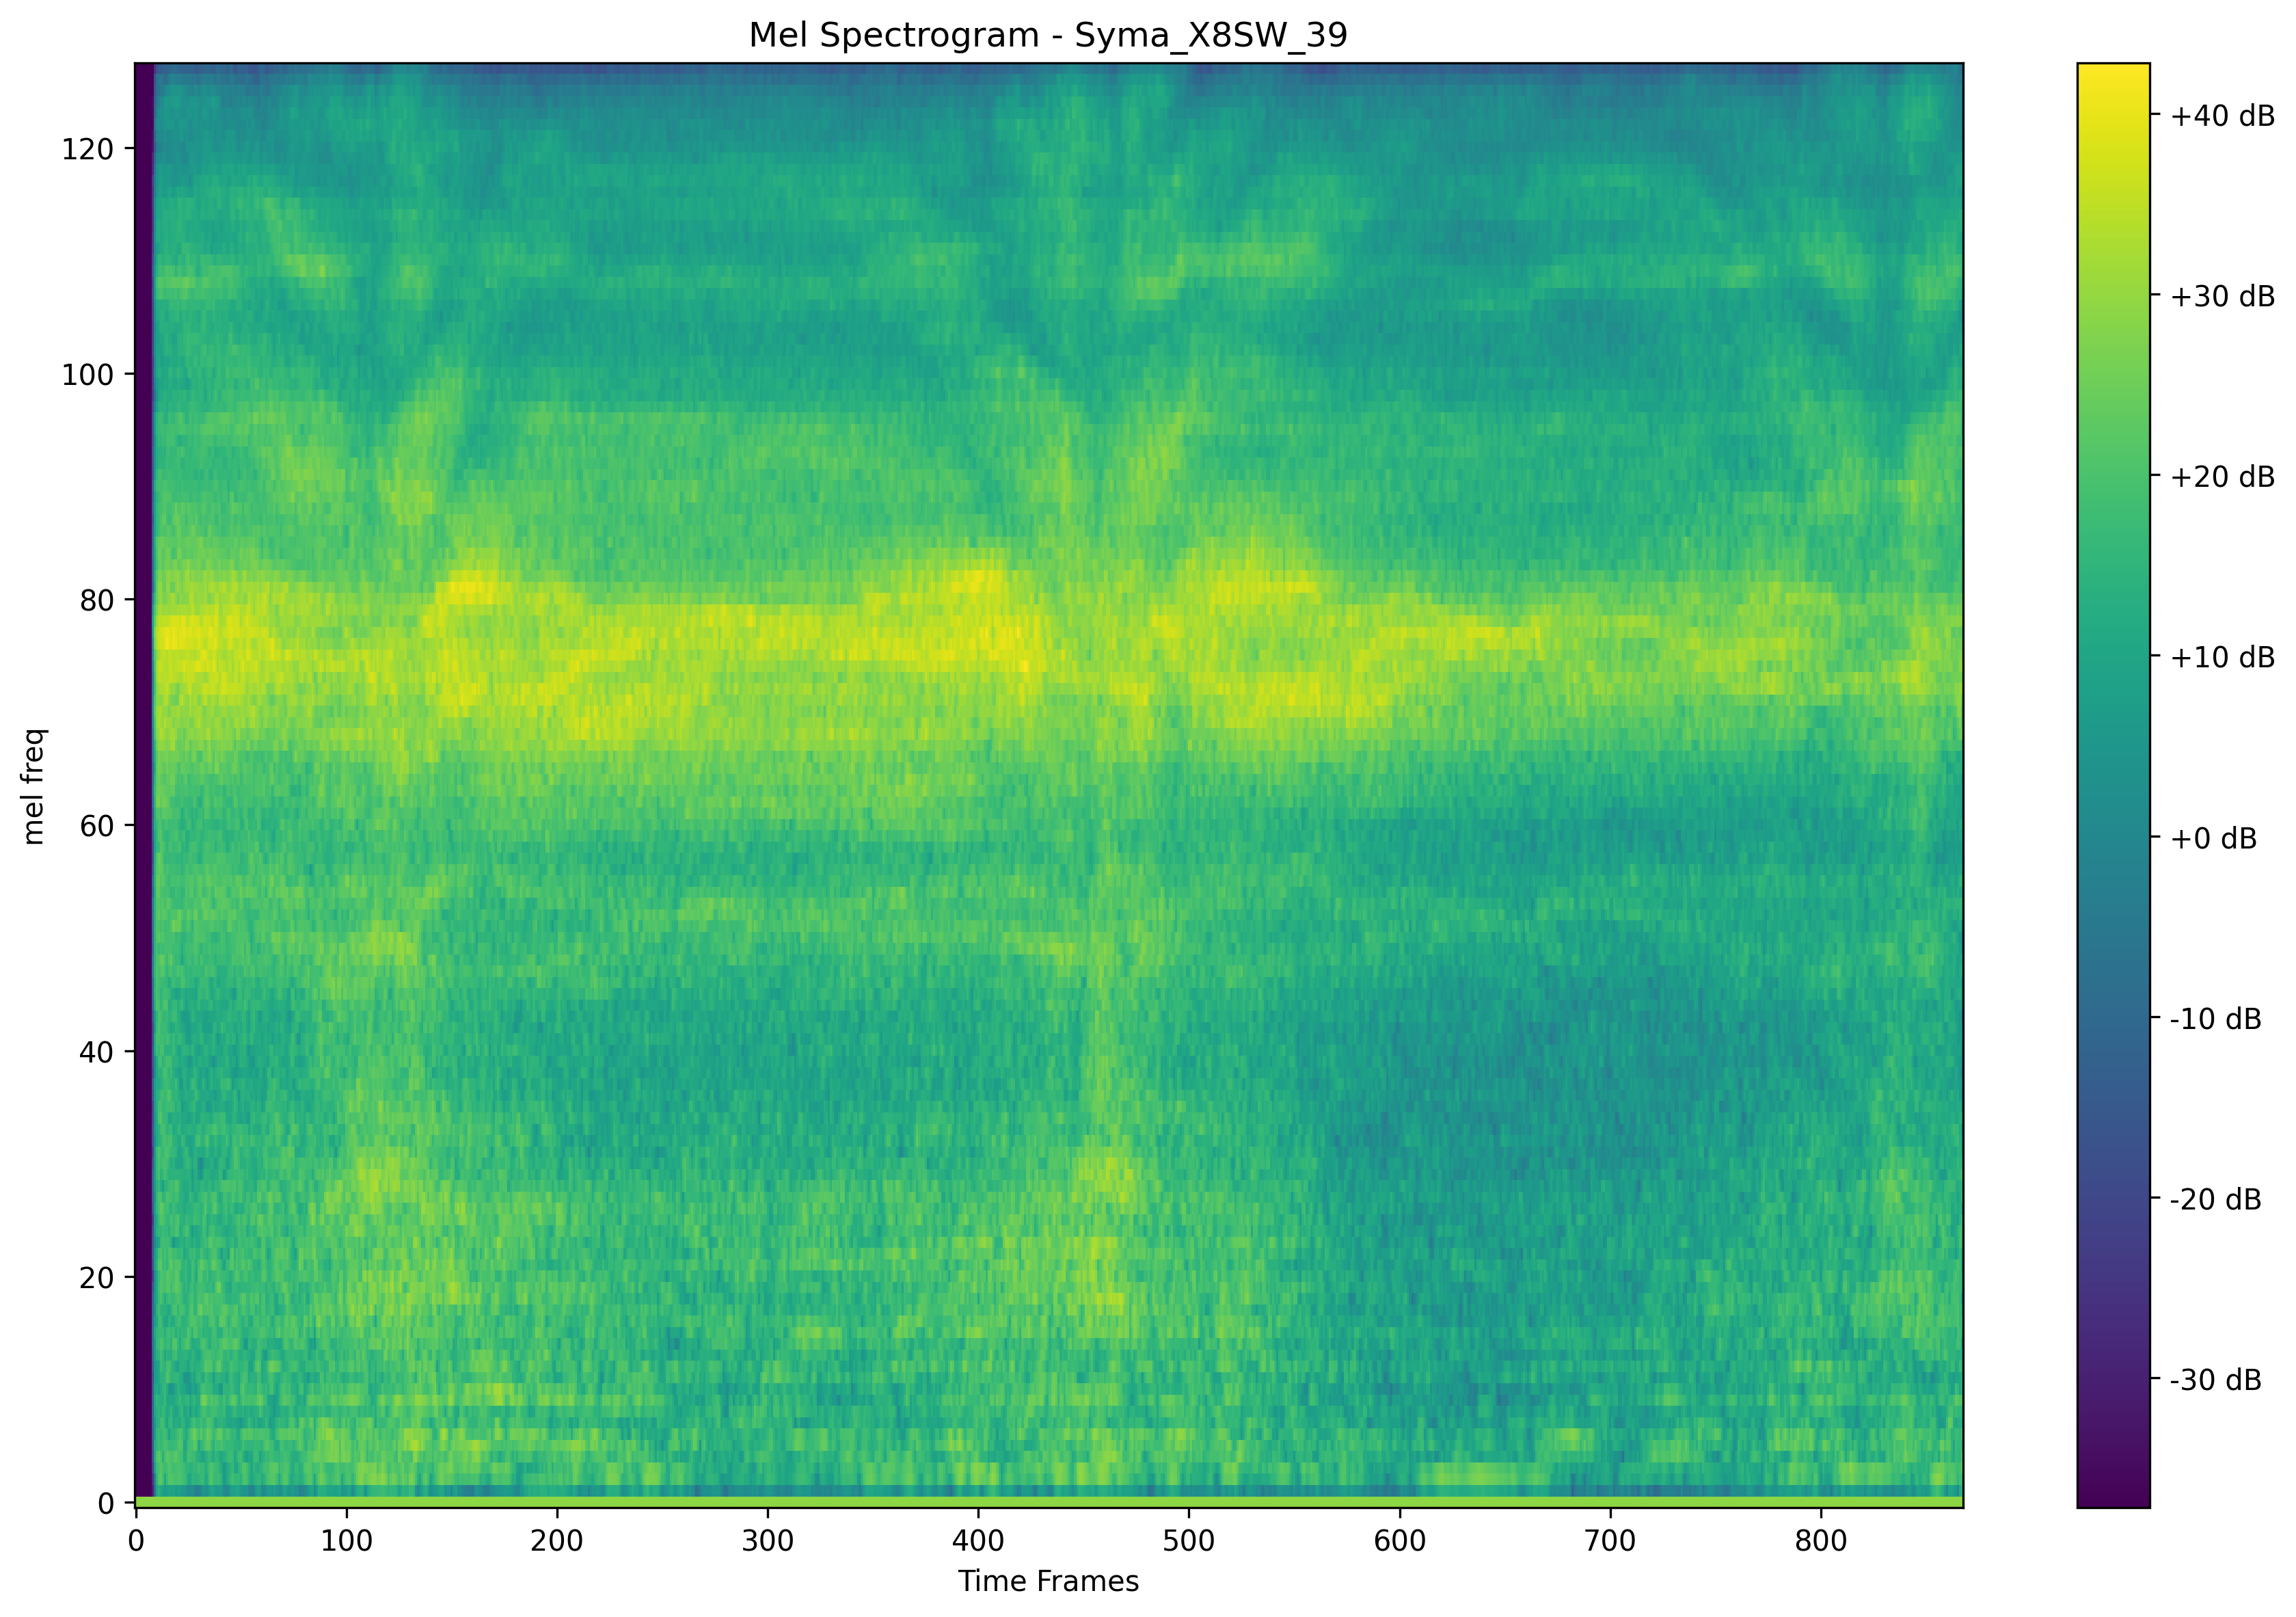 Mel Spectrogram - Syma_X8SW_39
mel freq
120
100
80
60
40
20
0
0 100 200 300 400 500 600 700 800
Time Frames
+40 dB
+30 dB
+20 dB
+10 dB
+0 dB
-10 dB
-20 dB
-30 dB